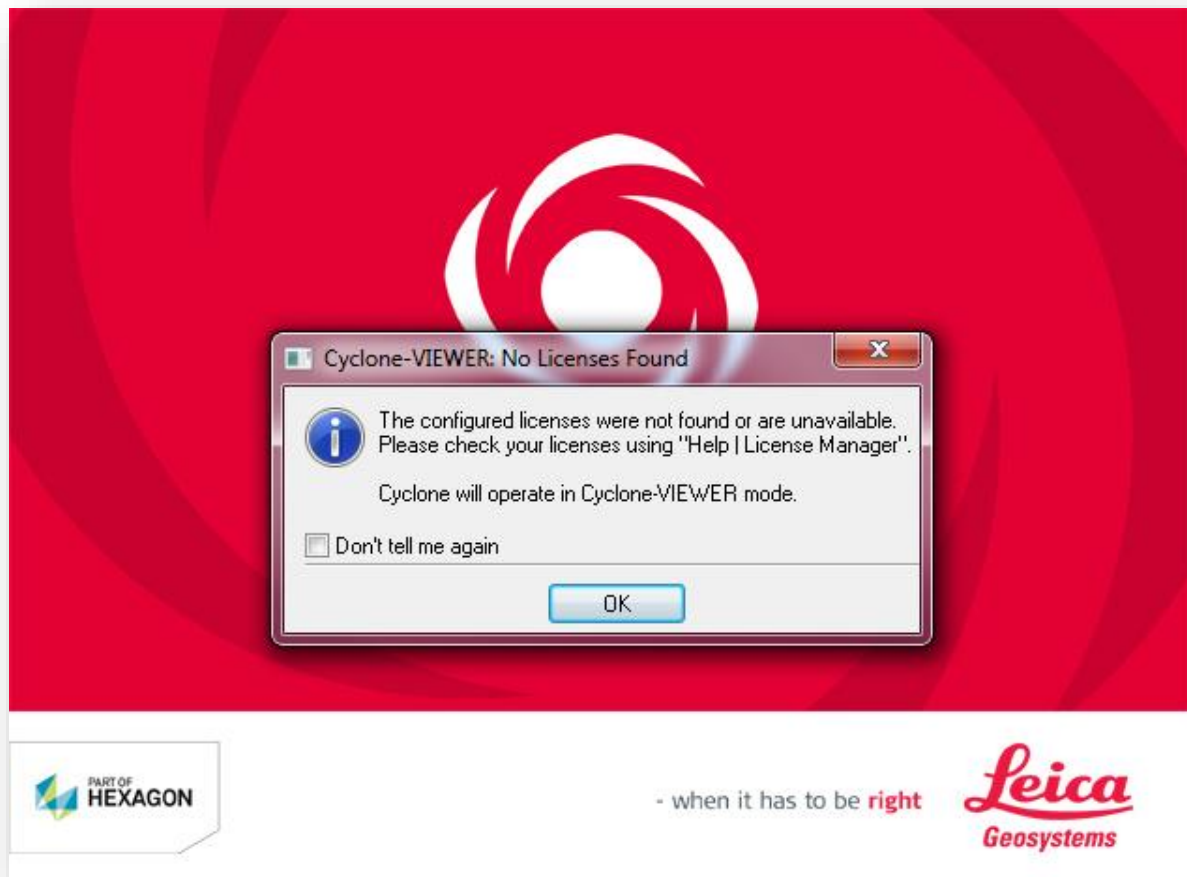 Cyclone-VIEWER: No Licenses Found
The configured licenses were not found or are unavailable.
Please check your licenses using "Help | License Manager".
Cyclone will operate in Cyclone-VIEWER mode.
Don't tell me again
OK
PART OF
HEXAGON
- when it has to be right
Leica
Geosystems